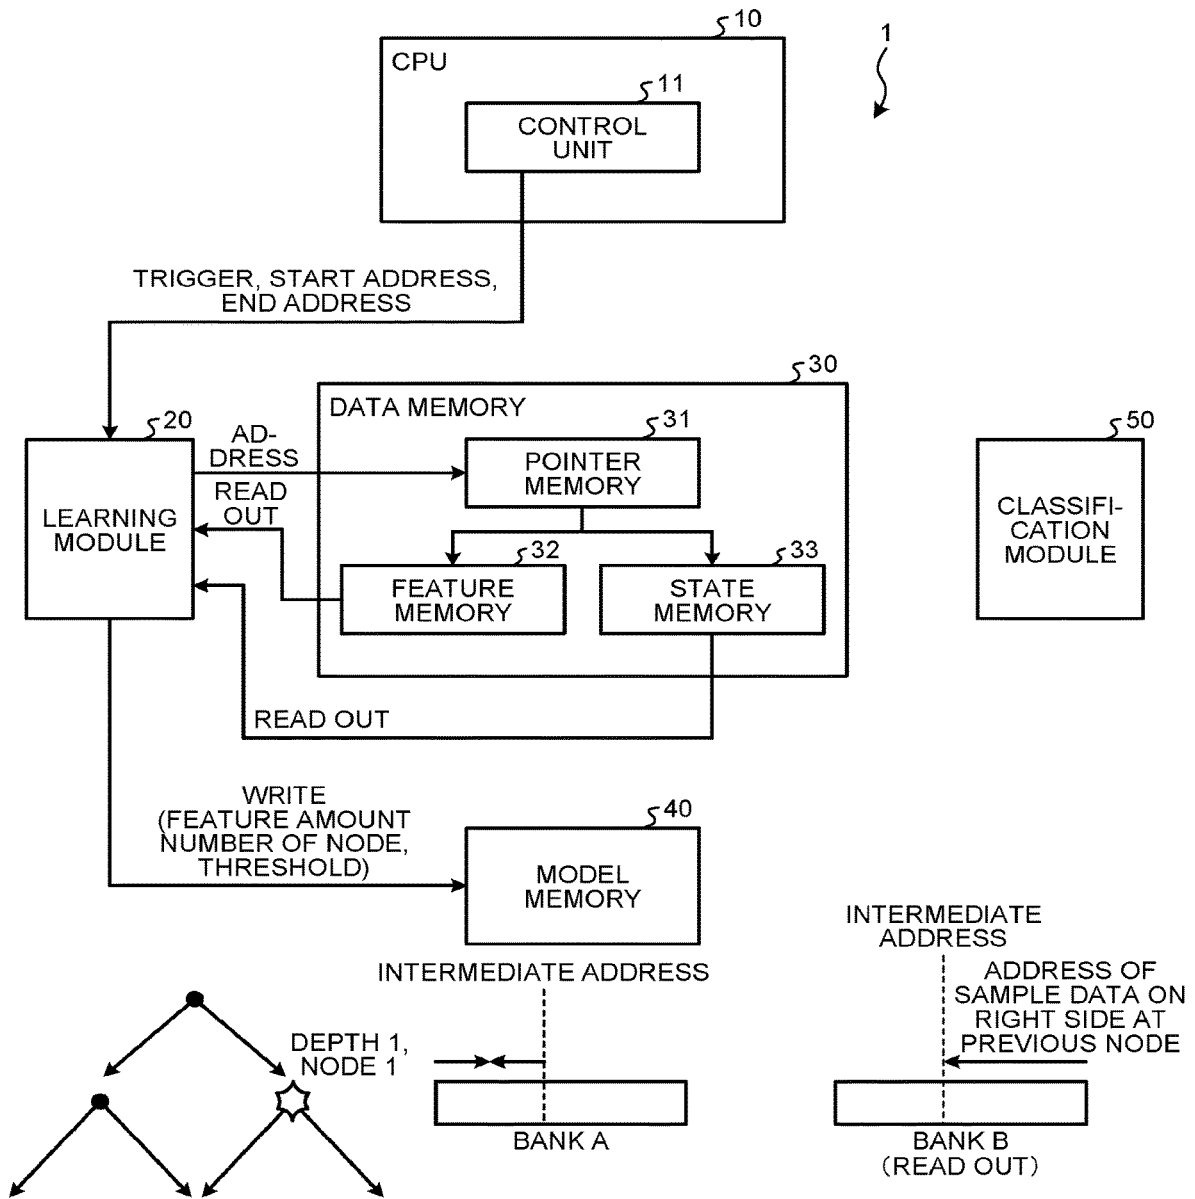 10
1
CPU
11
CONTROL
UNIT
TRIGGER, START ADDRESS,
END ADDRESS
30
DATA MEMORY
20
AD-
DRESS
31
POINTER
MEMORY
50
READ
OUT
LEARNING
MODULE
CLASSIFI-
CATION
MODULE
32
FEATURE
MEMORY
33
STATE
MEMORY
READ OUT
WRITE
(FEATURE AMOUNT
NUMBER OF NODE,
THRESHOLD)
40
MODEL
MEMORY
INTERMEDIATE
ADDRESS
INTERMEDIATE ADDRESS
ADDRESS OF
SAMPLE DATA ON
RIGHT SIDE AT
PREVIOUS NODE
DEPTH 1,
NODE 1
BANK A
BANK B
(READ OUT)